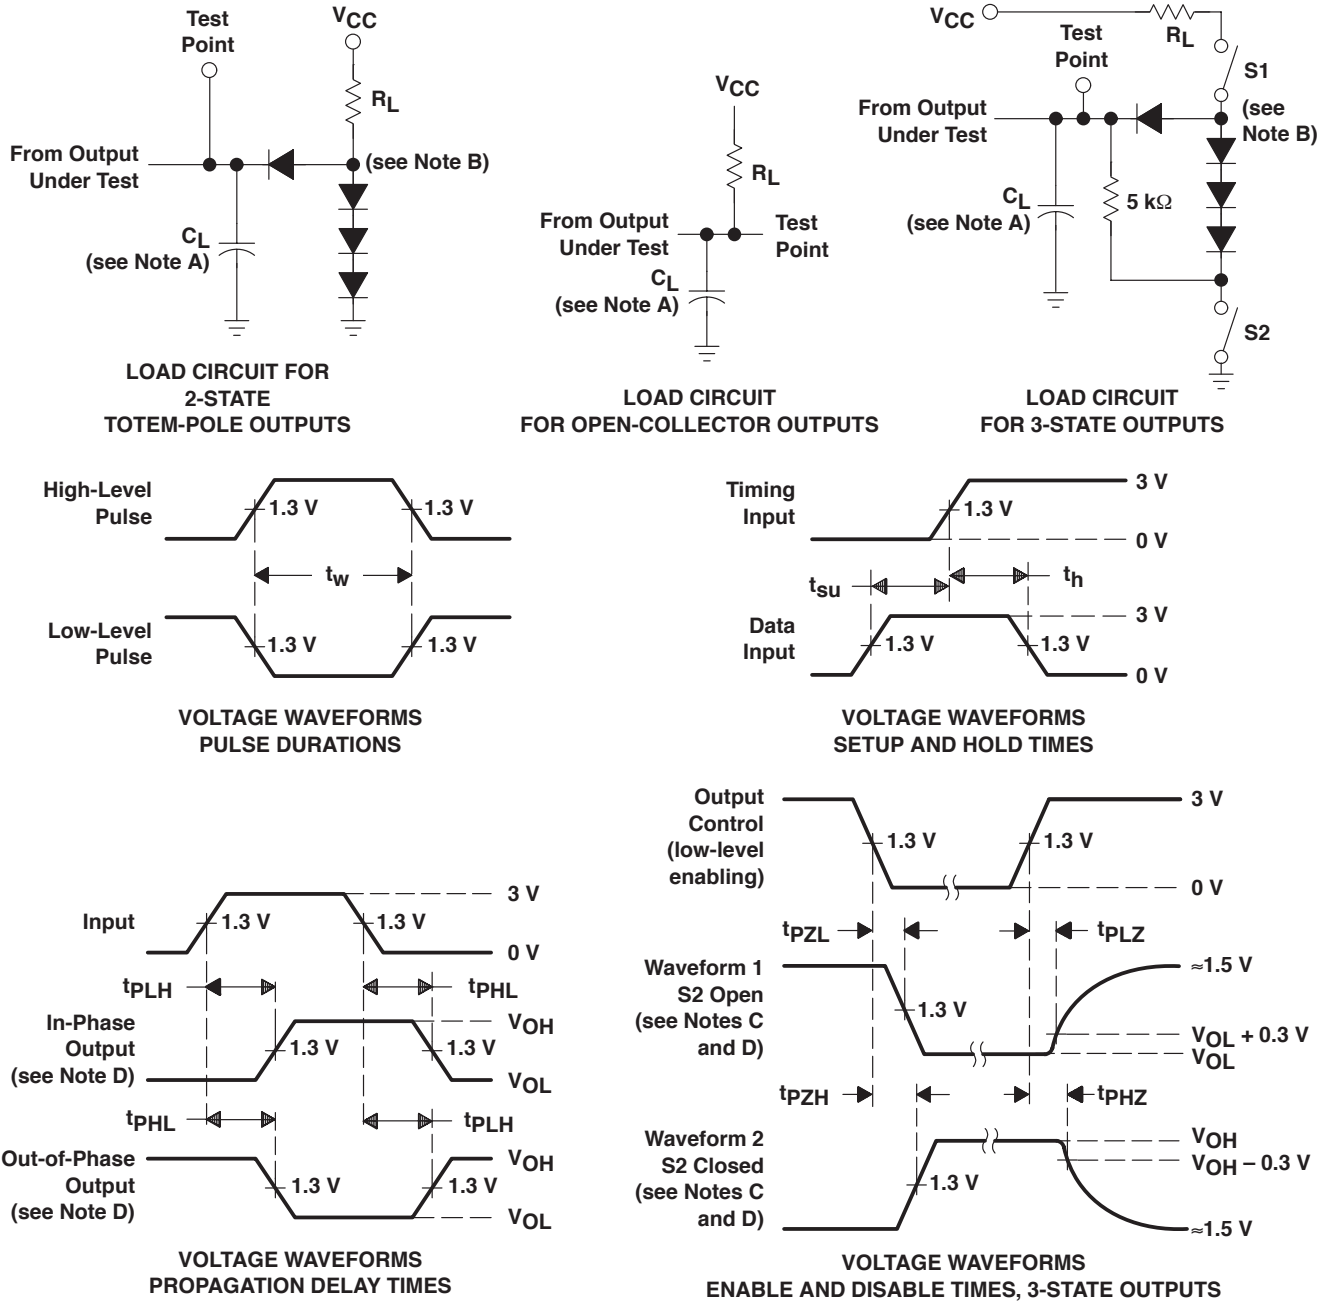 Test
Point
VCC
RL
From Output
Under Test
(see Note B)
CL
(see Note A)
LOAD CIRCUIT FOR
2-STATE
TOTEM-POLE OUTPUTS
VCC
RL
From Output
Under Test
Test
Point
CL
(see Note A)
LOAD CIRCUIT
FOR OPEN-COLLECTOR OUTPUTS
VCC
RL
Test
Point
S1
From Output
Under Test
(see
Note B)
CL
(see Note A)
5 kΩ
S2
LOAD CIRCUIT
FOR 3-STATE OUTPUTS
High-Level
Pulse
1.3 V
1.3 V
tw
Low-Level
Pulse
1.3 V
1.3 V
VOLTAGE WAVEFORMS
PULSE DURATIONS
Timing
Input
1.3 V
3 V
0 V
tsu
th
Data
Input
1.3 V
1.3 V
3 V
0 V
VOLTAGE WAVEFORMS
SETUP AND HOLD TIMES
Input
1.3 V
1.3 V
3 V
0 V
tPLH
tPHL
In-Phase
Output
(see Note D)
1.3 V
1.3 V
VOH
VOL
tPHL
tPLH
Out-of-Phase
Output
(see Note D)
1.3 V
1.3 V
VOH
VOL
VOLTAGE WAVEFORMS
PROPAGATION DELAY TIMES
Output
Control
(low-level
enabling)
1.3 V
1.3 V
3 V
0 V
tPZL
tPLZ
Waveform 1
S2 Open
(see Notes C
and D)
1.3 V
≈1.5 V
VOL + 0.3 V
VOL
tPZH
tPHZ
Waveform 2
S2 Closed
(see Notes C
and D)
1.3 V
VOH
VOH – 0.3 V
≈1.5 V
VOLTAGE WAVEFORMS
ENABLE AND DISABLE TIMES, 3-STATE OUTPUTS